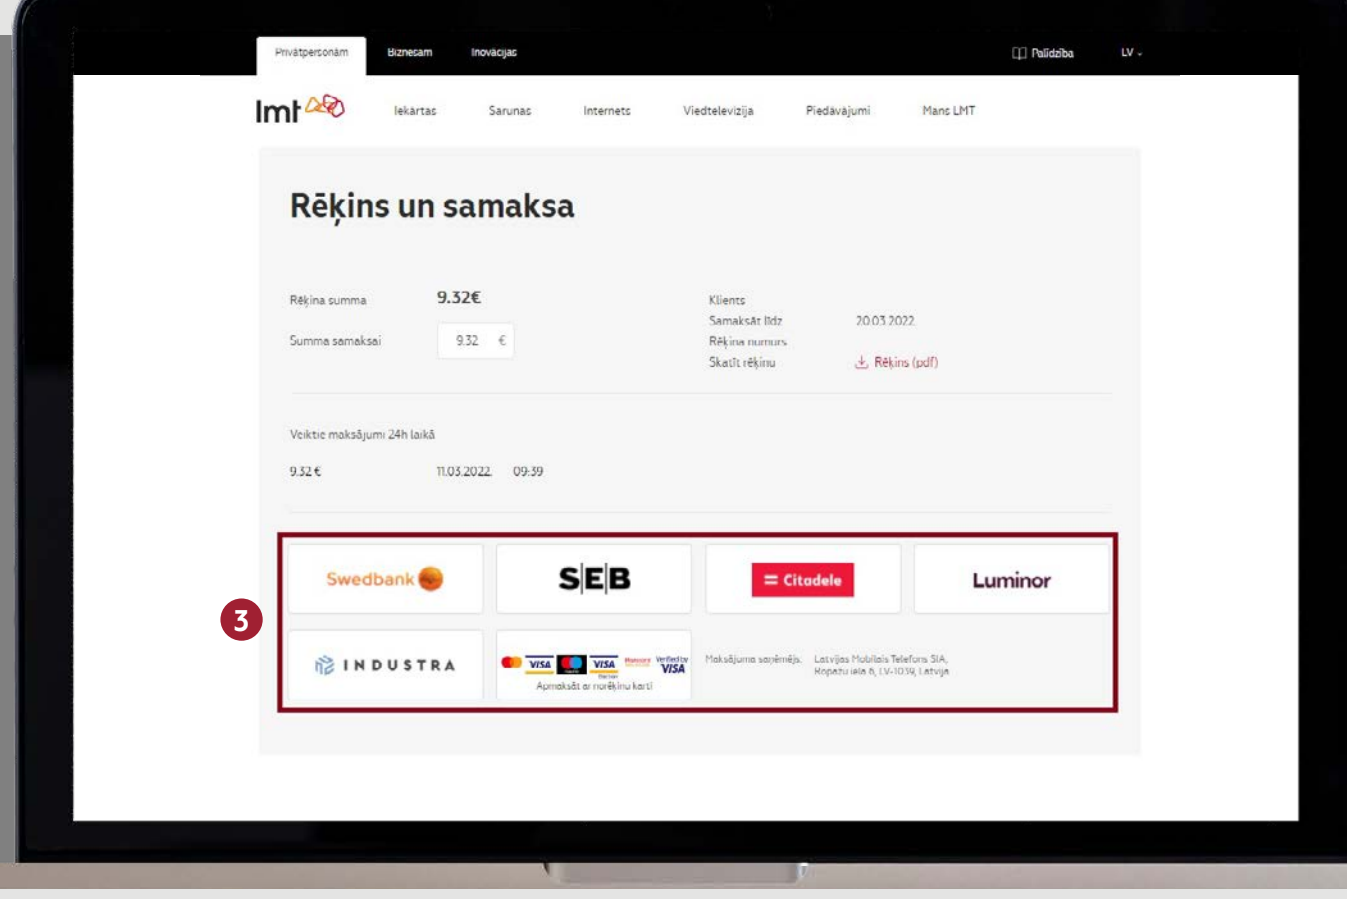 Privātpersonām Biznesam Inovācijas Palīdzība LV
lmt Iekārtas Sarunas Internets Viedtelevīzija Piedāvājumi Mans LMT
Rēķins un samaksa
Rēķina summa 9.32€
Summa samaksai 9.32 €
Klients
Samaksāt līdz 20.03.2022.
Rēķina numurs
Skatīt rēķinu Rēķins (pdf)
Veiktie maksājumi 24h laikā
9.32 € 11.03.2022. 09:39
3
Swedbank SEB Citadele Luminor
INDUSTRA
VISA VISA Verified by VISA
Apmaksāt ar norēķinu karti
Maksājuma saņēmējs: Latvijas Mobilais Telefons SIA,
Ropažu iela 6, LV-1039, Latvija